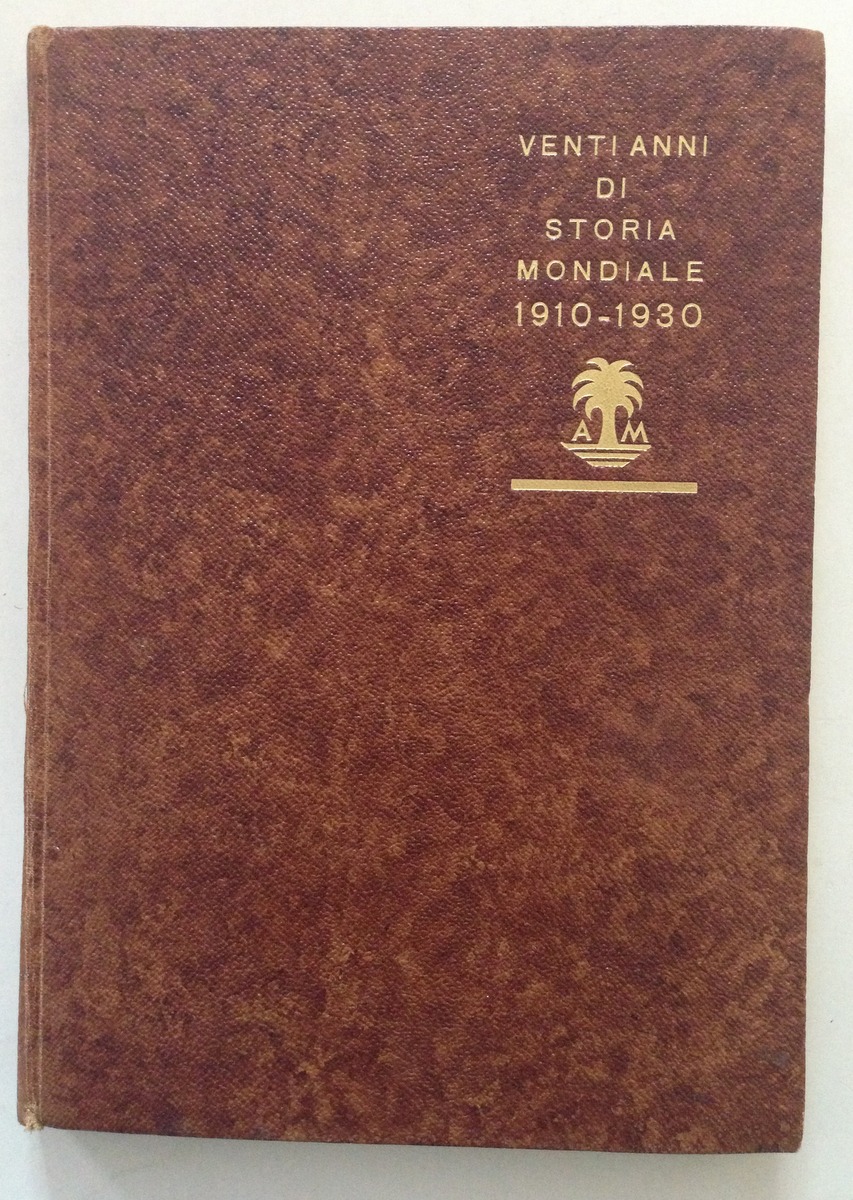 VENTI ANNI
DI
STORIA
MONDIALE
1910-1930
A M